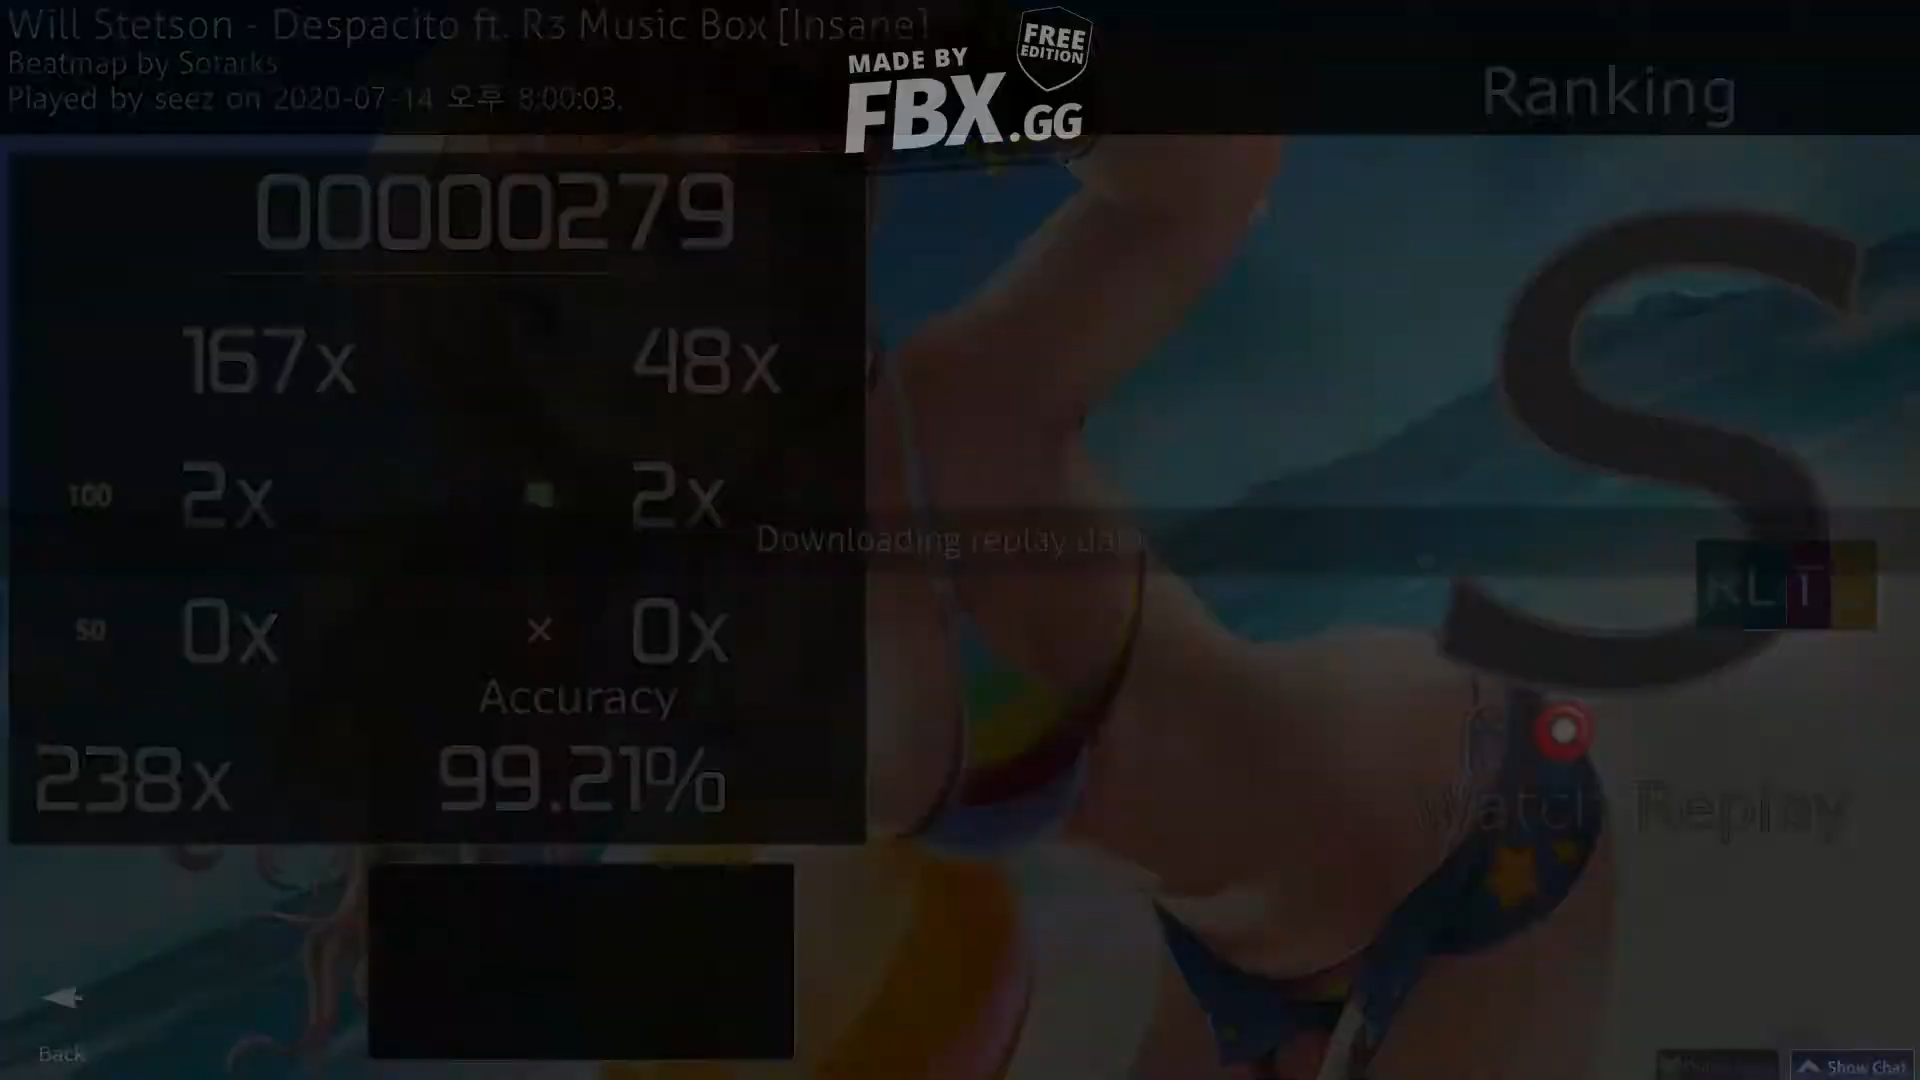 Will Stetson - Despacito ft. R3 Music Box [Insane]
Beatmap by Sotarks
Played by seez on 2020-07-14 오후 8:00:03.
MADE BY
FBX.GG
FREE
EDITION
Ranking
00000279
167x 48x
100 2x 2x
Downloading replay data
50 0x 0x
Accuracy
238x 99.21%
Watch Replay
Back
Show Chat